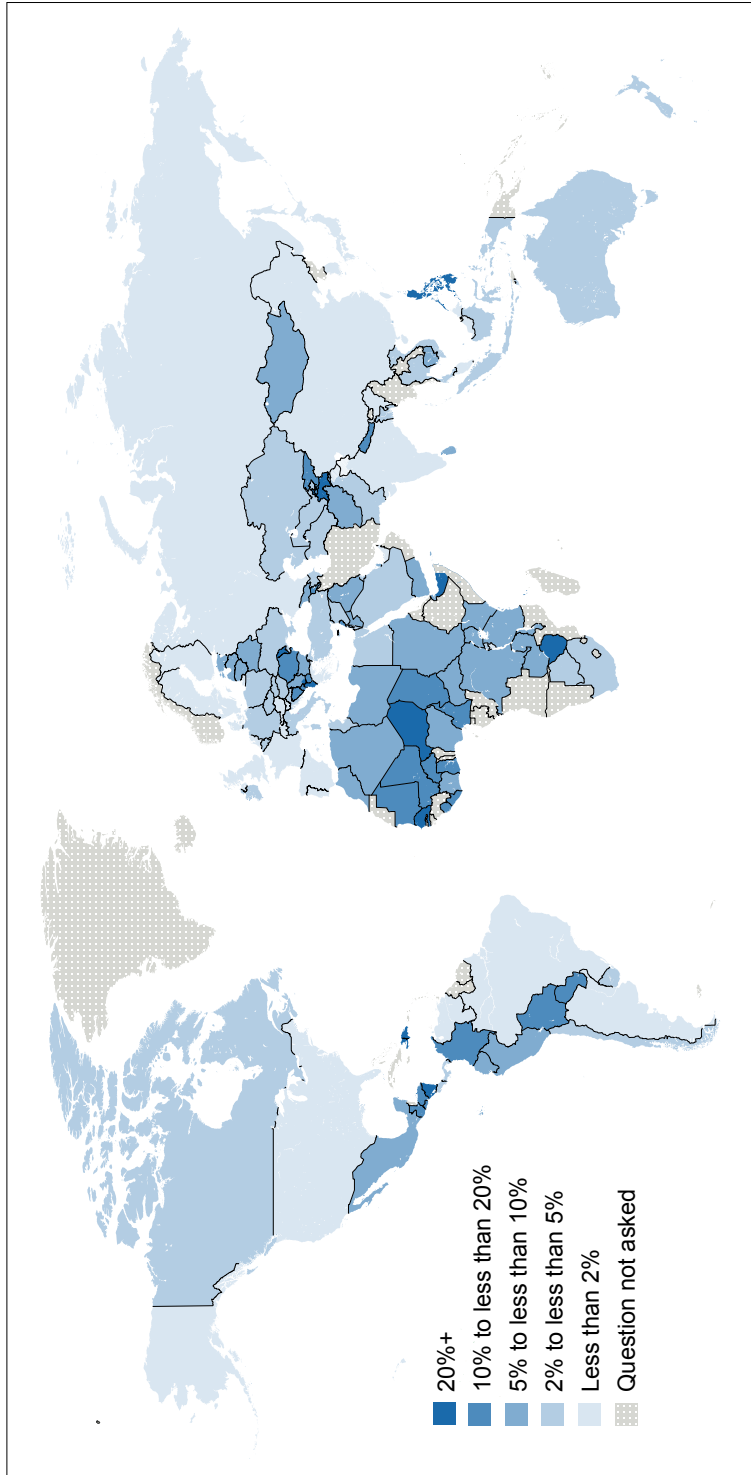 20%+
10% to less than 20%
5% to less than 10%
2% to less than 5%
Less than 2%
Question not asked